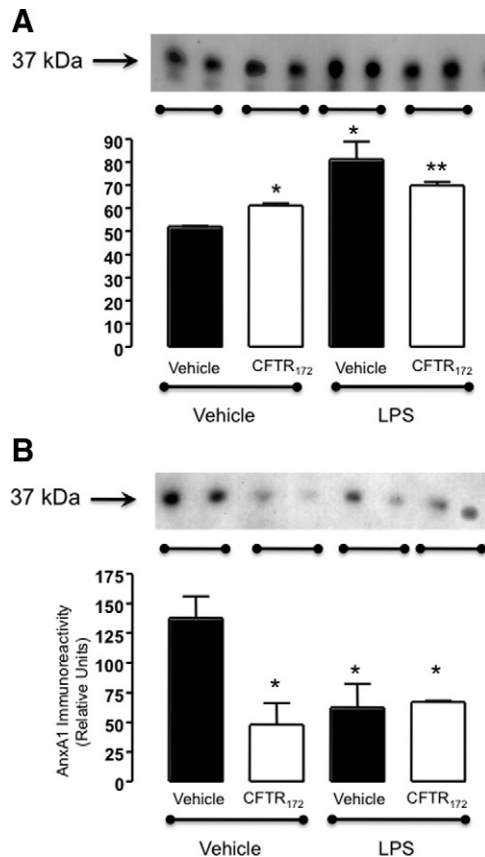 A
37 kDa
90
80
70
60
50
40
30
20
10
0
*
*
**
Vehicle CFTR172 Vehicle CFTR172
Vehicle LPS
B
37 kDa
AnxA1 Immunoreactivity
(Relative Units)
175
150
125
100
75
50
25
0
*
*
*
Vehicle CFTR172 Vehicle CFTR172
Vehicle LPS